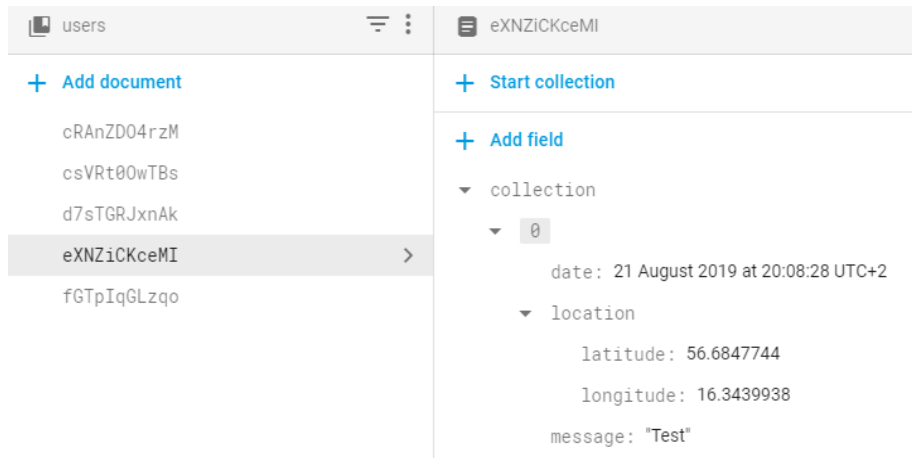 users
Add document
cRAnZDO4rzM
csVRt0OwTBs
d7sTGRJxnAk
eXNZiCKceMI
fGTpIqGLzqo
eXNZiCKceMI
Start collection
Add field
collection
0
date: 21 August 2019 at 20:08:28 UTC+2
location
latitude: 56.6847744
longitude: 16.3439938
message: "Test"